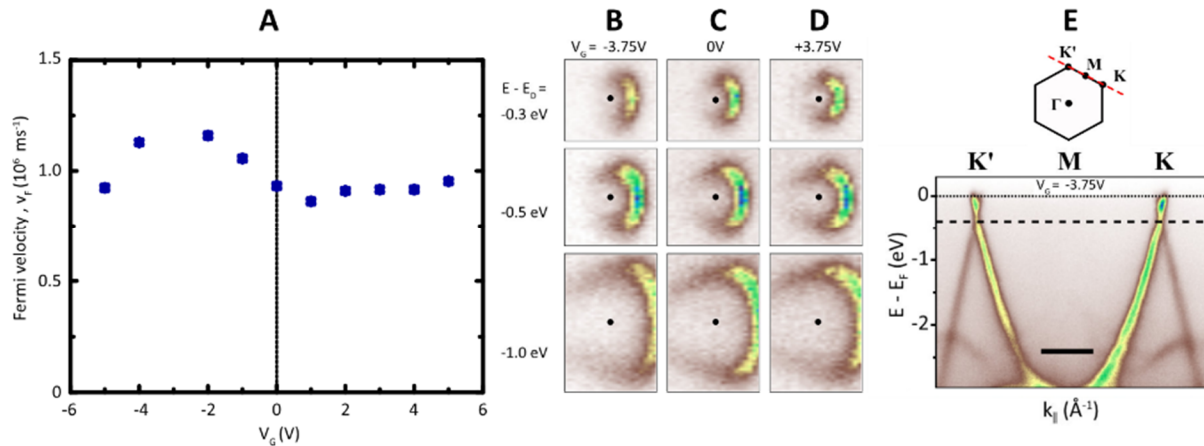 A
B
C
D
E
Fermi velocity, v_F (10⁶ ms⁻¹)
1.5
1.0
0.5
0
-6
-4
-2
0
2
4
6
V_G (V)
V_G = -3.75V
0V
+3.75V
E - E_D =
-0.3 eV
-0.5 eV
-1.0 eV
K'
M
K
Γ
K'
M
K
V_G = -3.75V
0
-1
-2
E - E_F (eV)
k_∥ (Å⁻¹)